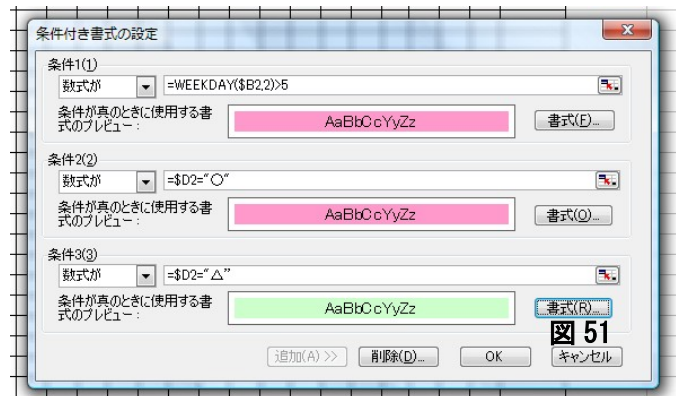 条件付き書式の設定
条件1(1)
数式が =WEEKDAY($B2,2)>5
条件が真のときに使用する書
式のプレビュー:
AaBbCcYyZz
書式(F)...
条件2(2)
数式が =$D2="〇"
条件が真のときに使用する書
式のプレビュー:
AaBbCcYyZz
書式(O)...
条件3(3)
数式が =$D2="△"
条件が真のときに使用する書
式のプレビュー:
AaBbCcYyZz
書式(R)...
図 51
追加(A) >> 削除(D)... OK キャンセル